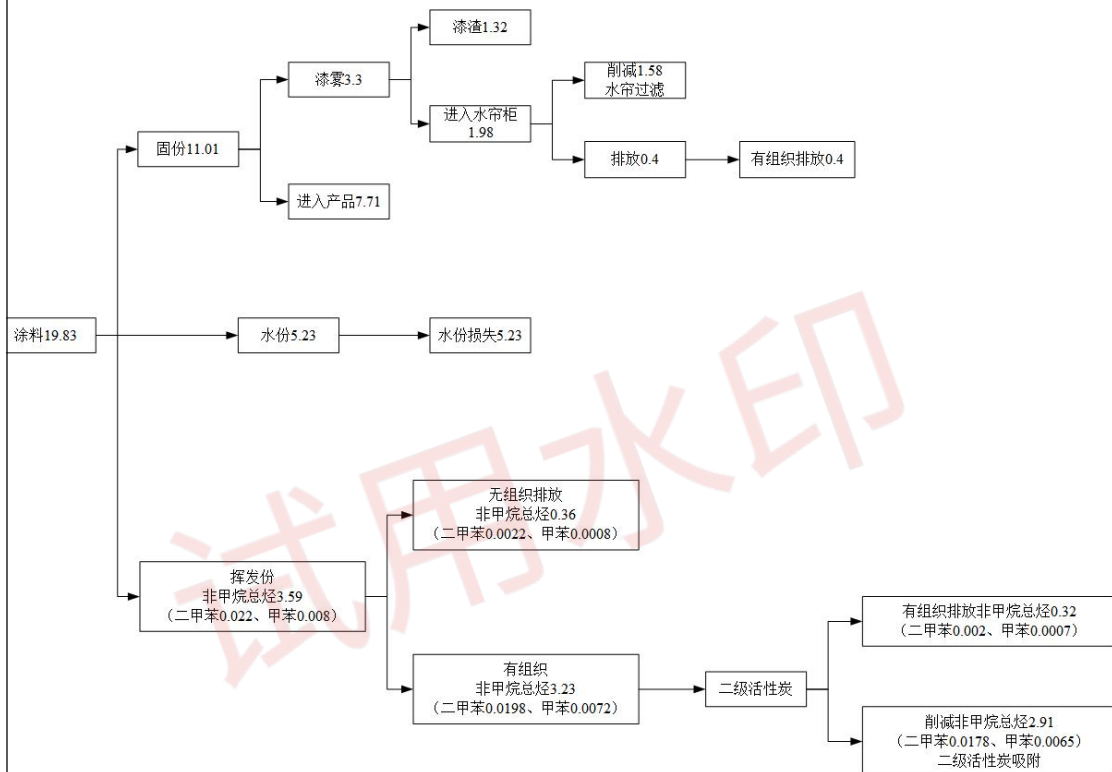 漆渣1.32
漆雾3.3
削减1.58
水帘过滤
进入水帘柜
1.98
固份11.01
排放0.4
有组织排放0.4
进入产品7.71
涂料19.83
水份5.23
水份损失5.23
无组织排放
非甲烷总烃0.36
（二甲苯0.0022、甲苯0.0008）
挥发份
非甲烷总烃3.59
（二甲苯0.022、甲苯0.008）
有组织排放非甲烷总烃0.32
（二甲苯0.002、甲苯0.0007）
有组织
非甲烷总烃3.23
（二甲苯0.0198、甲苯0.0072）
二级活性炭
削减非甲烷总烃2.91
（二甲苯0.0178、甲苯0.0065）
二级活性炭吸附
试用水印